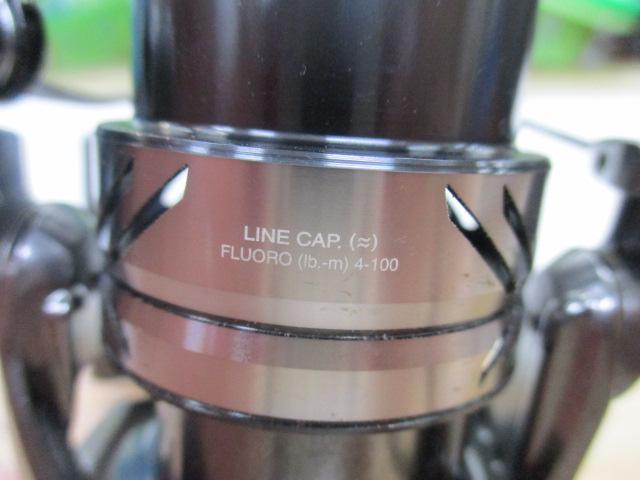 LINE CAP. (≈)
FLUORO (lb.-m) 4-100